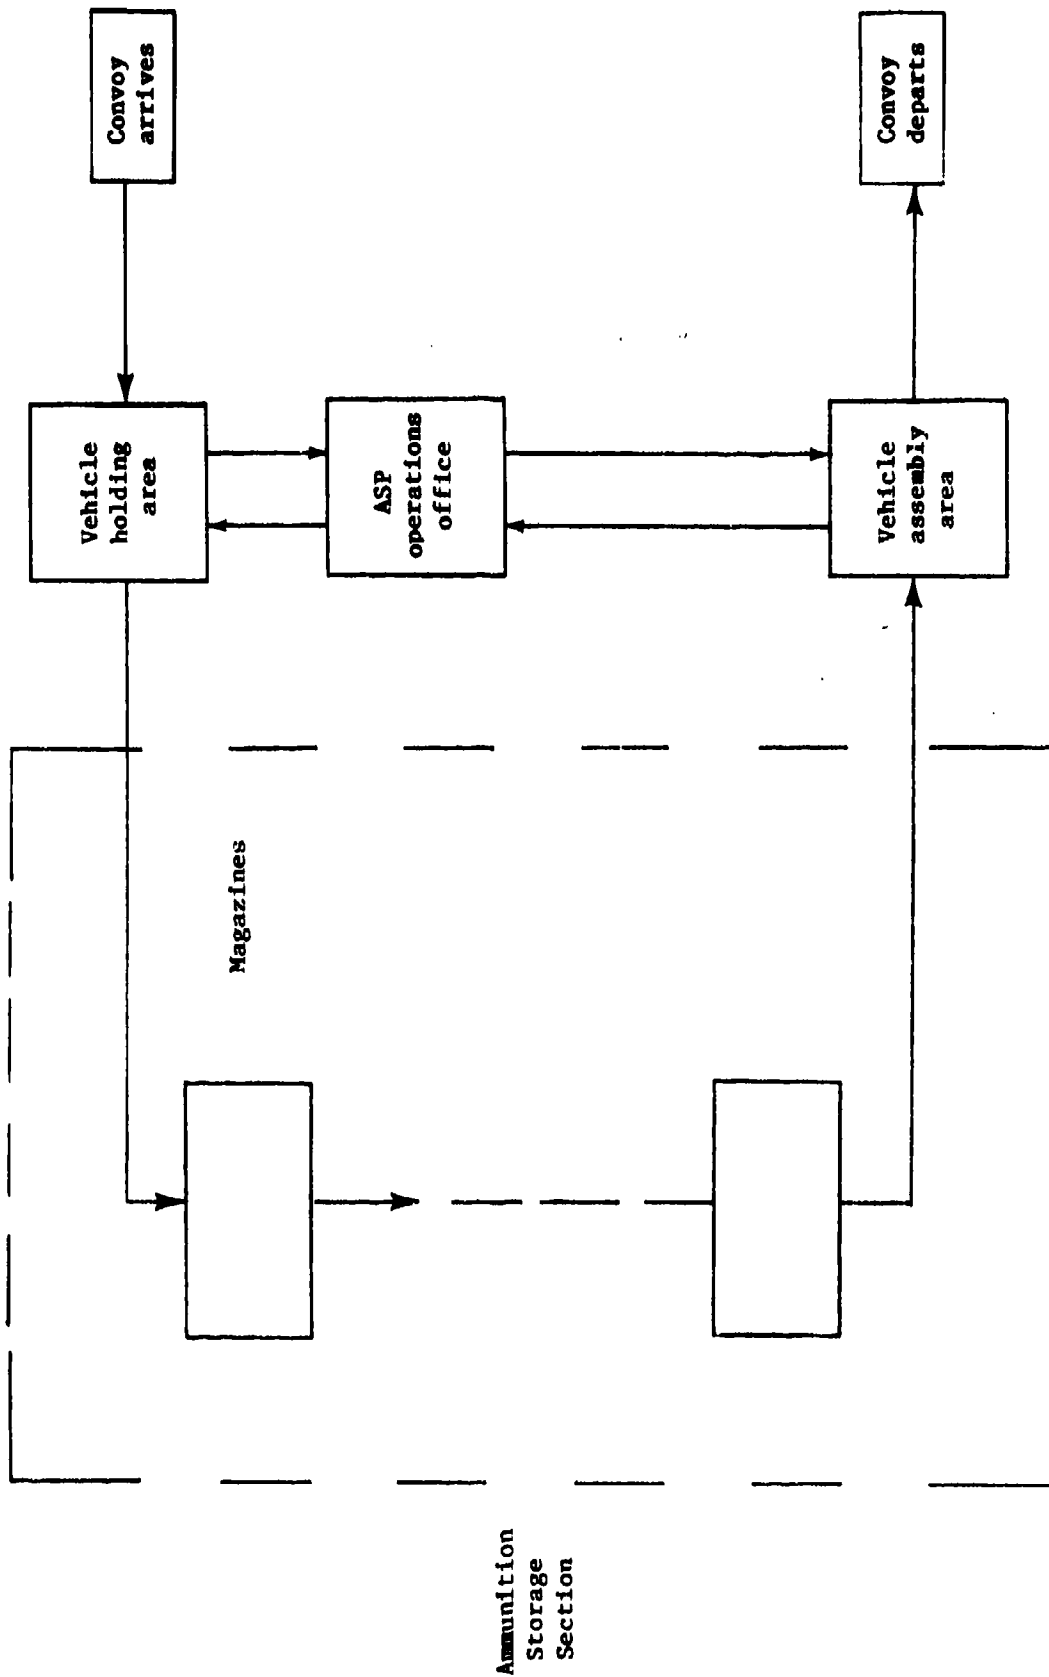 Convoy
arrives
Vehicle
holding
area
ASP
operations
office
Vehicle
assembly
area
Convoy
departs
Magazines
Ammunition
Storage
Section